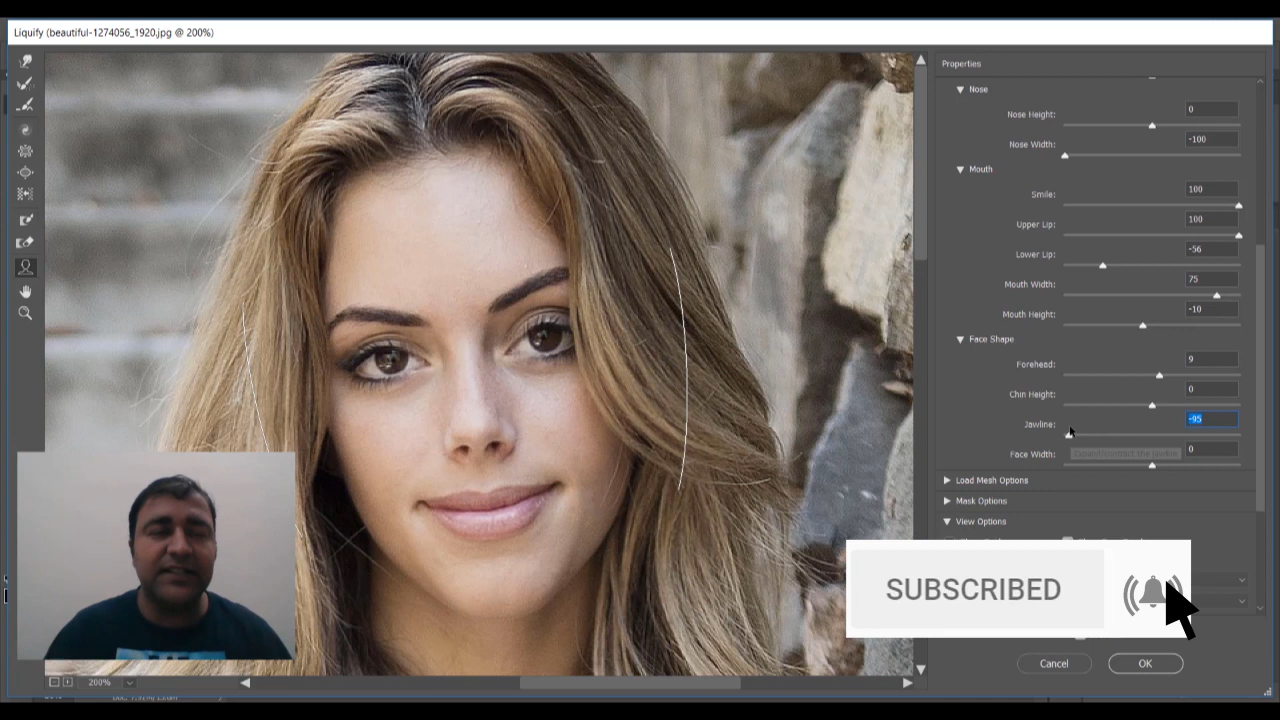 Liquify (beautiful-1274056_1920.jpg @ 200%)
Properties
Nose
Nose Height:
0
Nose Width:
-100
Mouth
Smile:
100
Upper Lip:
100
Lower Lip:
-56
Mouth Width:
75
Mouth Height:
-10
Face Shape
Forehead:
9
Chin Height:
0
Jawline:
-95
Face Width:
0
Load Mesh Options
Mask Options
View Options
SUBSCRIBED
Cancel
OK
200%